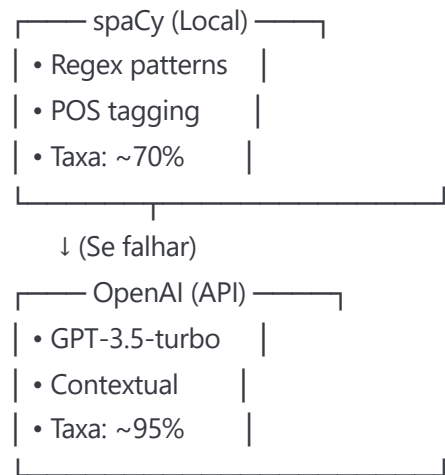 ┌─── spaCy (Local) ───┐
│ • Regex patterns │
│ • POS tagging │
│ • Taxa: ~70% │
└──────┬──────────────┘
↓ (Se falhar)
┌─── OpenAI (API) ────┐
│ • GPT-3.5-turbo │
│ • Contextual │
│ • Taxa: ~95% │
└─────────────────────┘